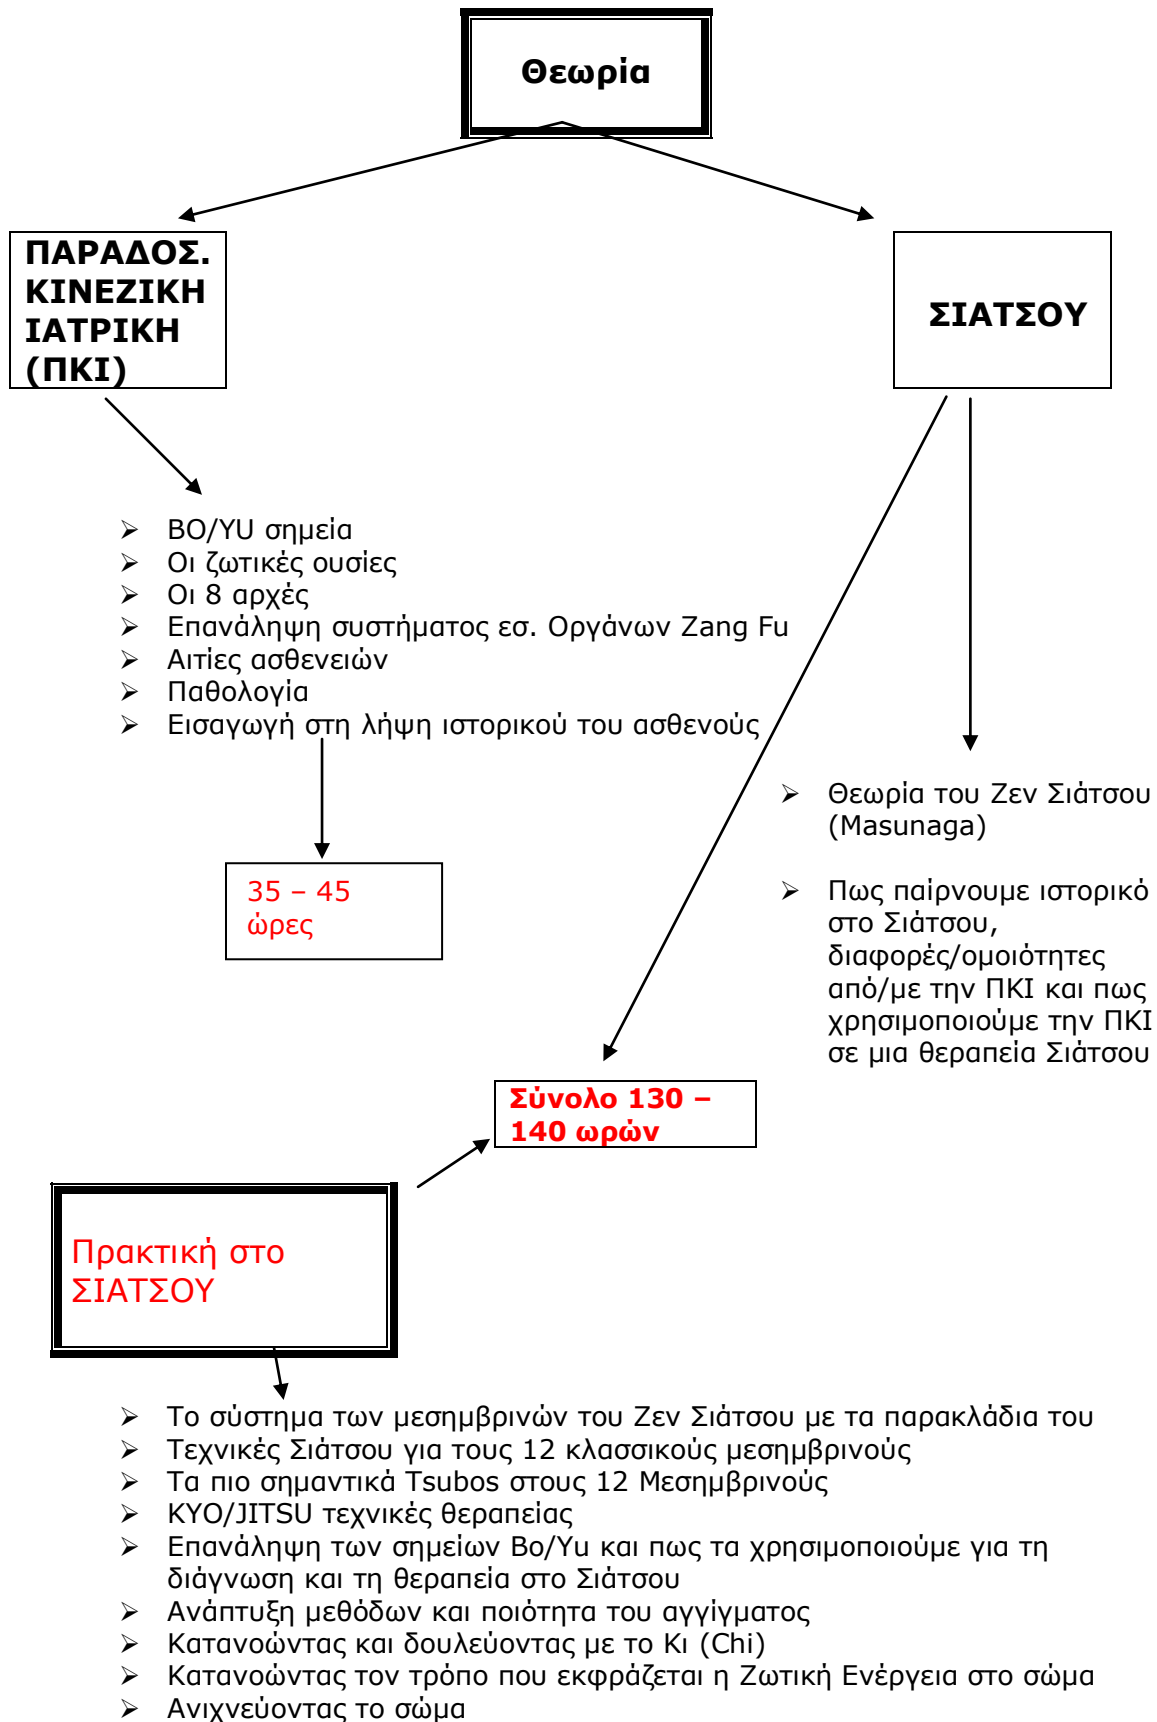 Θεωρία
ΠΑΡΑΔΟΣ.
ΚΙΝΕΖΙΚΗ
ΙΑΤΡΙΚΗ
(ΠΚΙ)
ΣΙΑΤΣΟΥ
➢ BO/YU σημεία
➢ Οι ζωτικές ουσίες
➢ Οι 8 αρχές
➢ Επανάληψη συστήματος εσ. Οργάνων Zang Fu
➢ Αιτίες ασθενειών
➢ Παθολογία
➢ Εισαγωγή στη λήψη ιστορικού του ασθενούς
35 – 45
ώρες
➢ Θεωρία του Ζεν Σιάτσου
(Masunaga)
➢ Πως παίρνουμε ιστορικό
στο Σιάτσου,
διαφορές/ομοιότητες
από/με την ΠΚΙ και πως
χρησιμοποιούμε την ΠΚΙ
σε μια θεραπεία Σιάτσου
Σύνολο 130 –
140 ωρών
Πρακτική στο
ΣΙΑΤΣΟΥ
➢ Το σύστημα των μεσημβρινών του Ζεν Σιάτσου με τα παρακλάδια του
➢ Τεχνικές Σιάτσου για τους 12 κλασσικούς μεσημβρινούς
➢ Τα πιο σημαντικά Tsubos στους 12 Μεσημβρινούς
➢ KYO/JITSU τεχνικές θεραπείας
➢ Επανάληψη των σημείων Bo/Yu και πως τα χρησιμοποιούμε για τη
διάγνωση και τη θεραπεία στο Σιάτσου
➢ Ανάπτυξη μεθόδων και ποιότητα του αγγίγματος
➢ Κατανοώντας και δουλεύοντας με το Κι (Chi)
➢ Κατανοώντας τον τρόπο που εκφράζεται η Ζωτική Ενέργεια στο σώμα
➢ Ανιχνεύοντας το σώμα